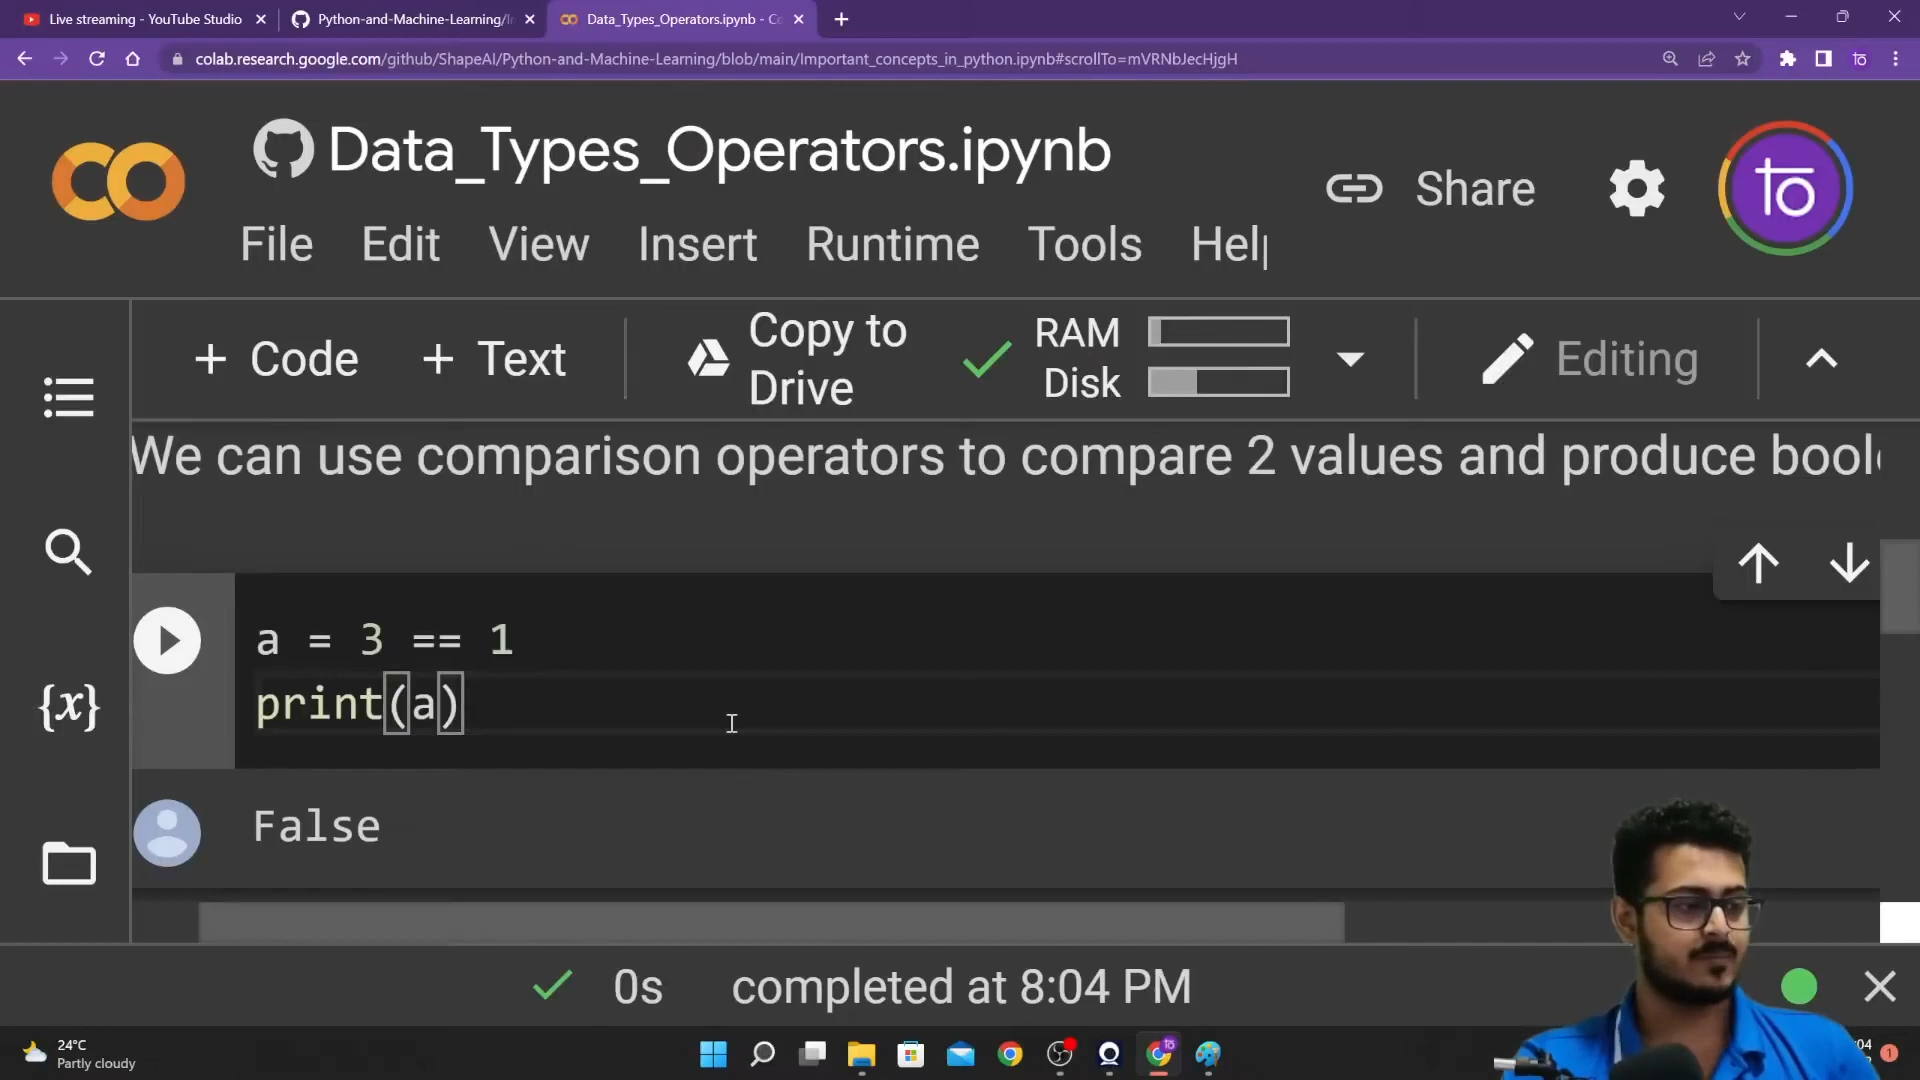 Live streaming - YouTube Studio
Python-and-Machine-Learning/I
Data_Types_Operators.ipynb - C
colab.research.google.com/github/ShapeAI/Python-and-Machine-Learning/blob/main/Important_concepts_in_python.ipynb#scrollTo=mVRNbJecHjgH
Data_Types_Operators.ipynb
File Edit View Insert Runtime Tools Hel
Share
to
+ Code + Text
Copy to
Drive
RAM
Disk
Editing
We can use comparison operators to compare 2 values and produce bool
{x}
a = 3 == 1
print(a)
False
0s completed at 8:04 PM
24°C
Partly cloudy
:04
1